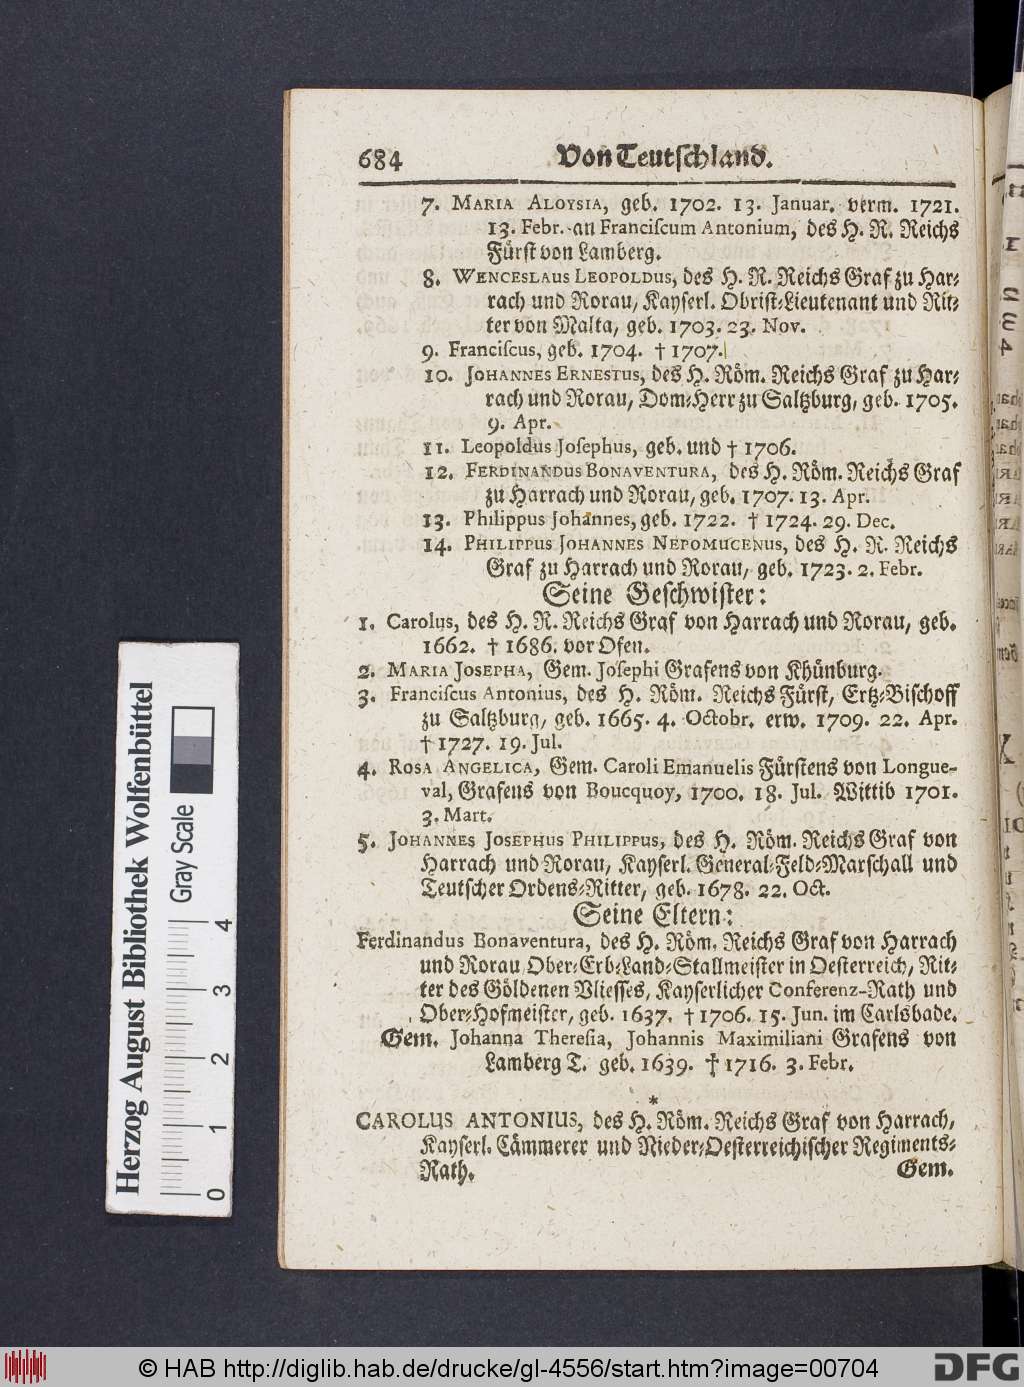 684 Von Teutschland.
7. MARIA ALOYSIA, geb. 1702. 13. Januar. verm. 1721.
13. Febr. an Franciscum Antonium, des H. R. Reichs
Fürst von Lamberg.
8. WENCESLAUS LEOPOLDUS, des H. R. Reichs Graf zu Har-
rach und Rorau, Kayserl. Obrist-Lieutenant und Rit-
ter von Malta, geb. 1703. 23. Nov.
9. Franciscus, geb. 1704. † 1707.
10. JOHANNES ERNESTUS, des H. Röm. Reichs Graf zu Har-
rach und Rorau, Dom-Herr zu Saltzburg, geb. 1705.
9. Apr.
11. Leopoldus Josephus, geb. und † 1706.
12. FERDINANDUS BONAVENTURA, des H. Röm. Reichs Graf
zu Harrach und Rorau, geb. 1707. 13. Apr.
13. Philippus Johannes, geb. 1722. † 1724. 29. Dec.
14. PHILIPPUS JOHANNES NEPOMUCENUS, des H. R. Reichs
Graf zu Harrach und Rorau, geb. 1723. 2. Febr.
Seine Geschwister:
1. Carolus, des H. R. Reichs Graf von Harrach und Rorau, geb.
1662. † 1686. vor Ofen.
2. MARIA JOSEPHA, Gem. Josephi Grafens von Khünburg.
3. Franciscus Antonius, des H. Röm. Reichs Fürst, Ertz-Bischoff
zu Saltzburg, geb. 1665. 4. Octobr. erw. 1709. 22. Apr.
† 1727. 19. Jul.
4. ROSA ANGELICA, Gem. Caroli Emanuelis Fürstens von Longue-
val, Grafens von Boucquoy, 1700. 18. Jul. Wittib 1701.
3. Mart.
5. JOHANNES JOSEPHUS PHILIPPUS, des H. Röm. Reichs Graf von
Harrach und Rorau, Kayserl. General-Feld-Marschall und
Teutscher Ordens-Ritter, geb. 1678. 22. Oct.
Seine Eltern:
Ferdinandus Bonaventura, des H. Röm. Reichs Graf von Harrach
und Rorau Ober-Erb-Land-Stallmeister in Oesterreich, Rit-
ter des Göldenen Vliesses, Kayserlicher Conferenz-Rath und
Ober-Hofmeister, geb. 1637. † 1706. 15. Jun. im Carlsbade.
Gem. Johanna Theresia, Johannis Maximiliani Grafens von
Lamberg T. geb. 1639. † 1716. 3. Febr.
*
CAROLUS ANTONIUS, des H. Röm. Reichs Graf von Harrach,
Kayserl. Cämmerer und Nieder-Oesterreichischer Regiments-
Rath. Gem.
Herzog August Bibliothek Wolfenbüttel
Gray Scale
0 1 2 3 4
© HAB http://diglib.hab.de/drucke/gl-4556/start.htm?image=00704
DFG